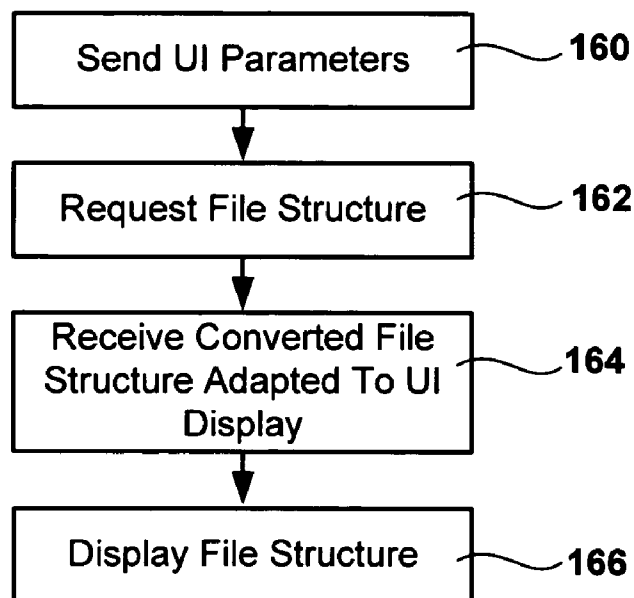 Send UI Parameters
160
Request File Structure
162
Receive Converted File
Structure Adapted To UI
Display
164
Display File Structure
166